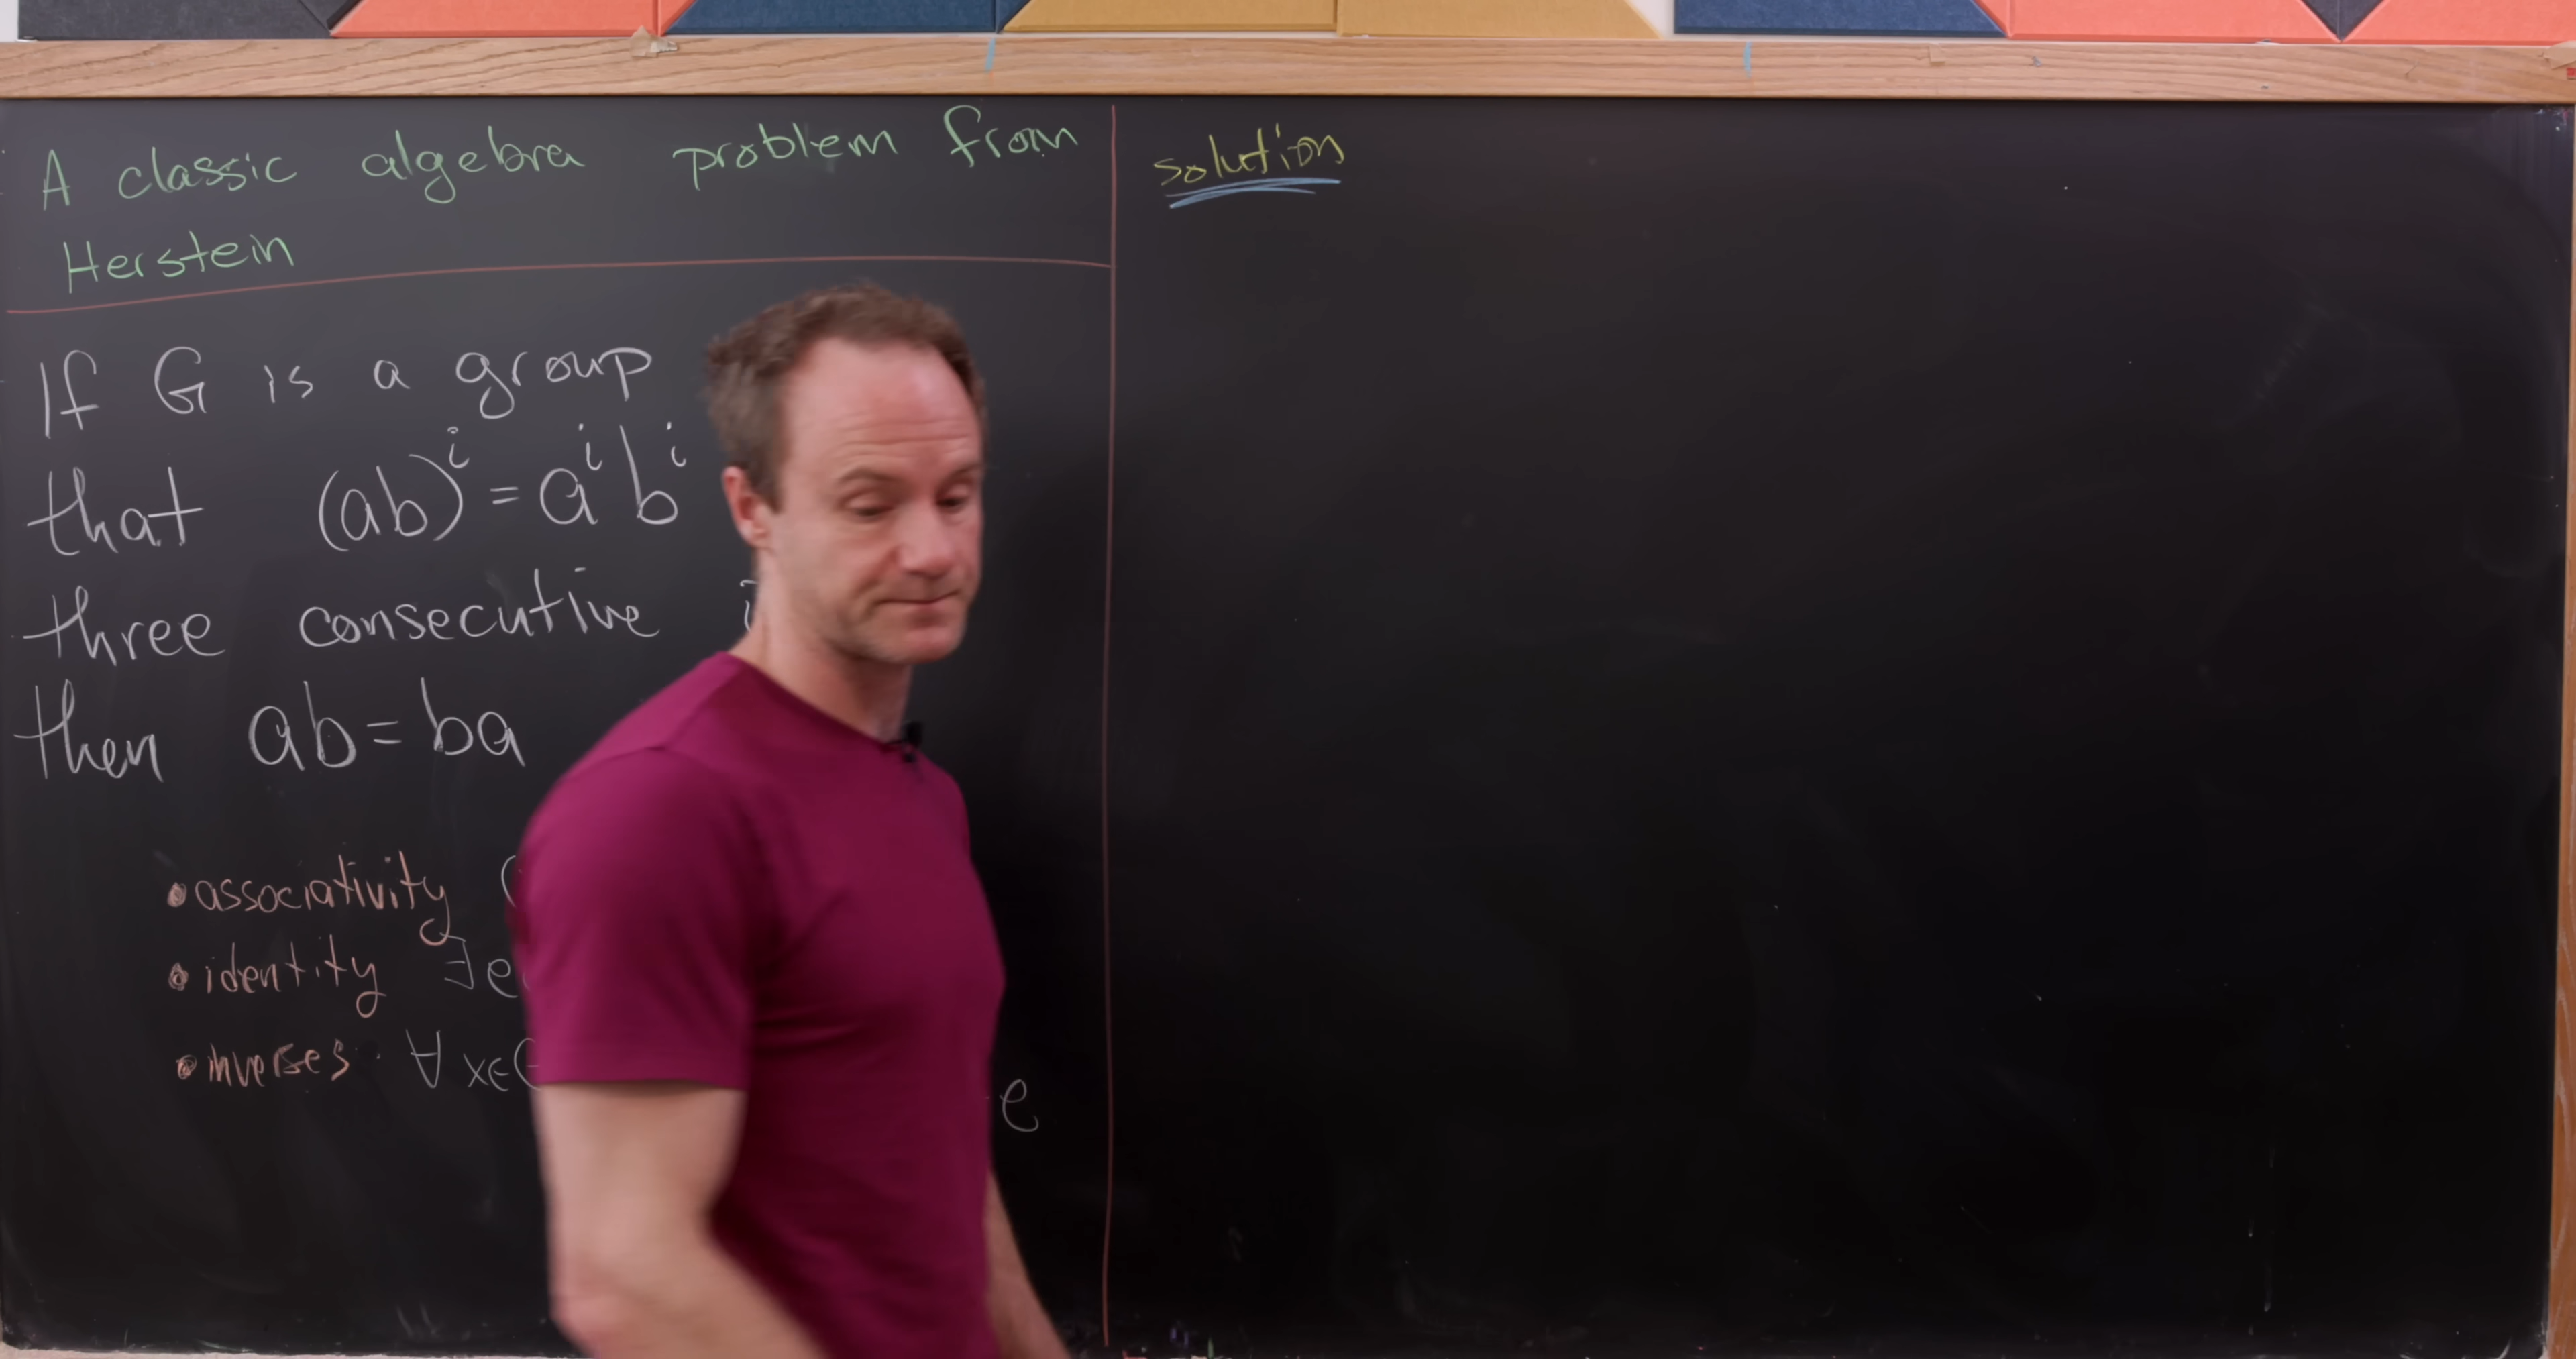 A classic algebra problem from
Herstein
If G is a group
that (ab)ⁱ = aⁱbⁱ
three consecutive
then ab = ba
• associativity (
• identity ∃e
• inverses ∀ x∈G
e
solution